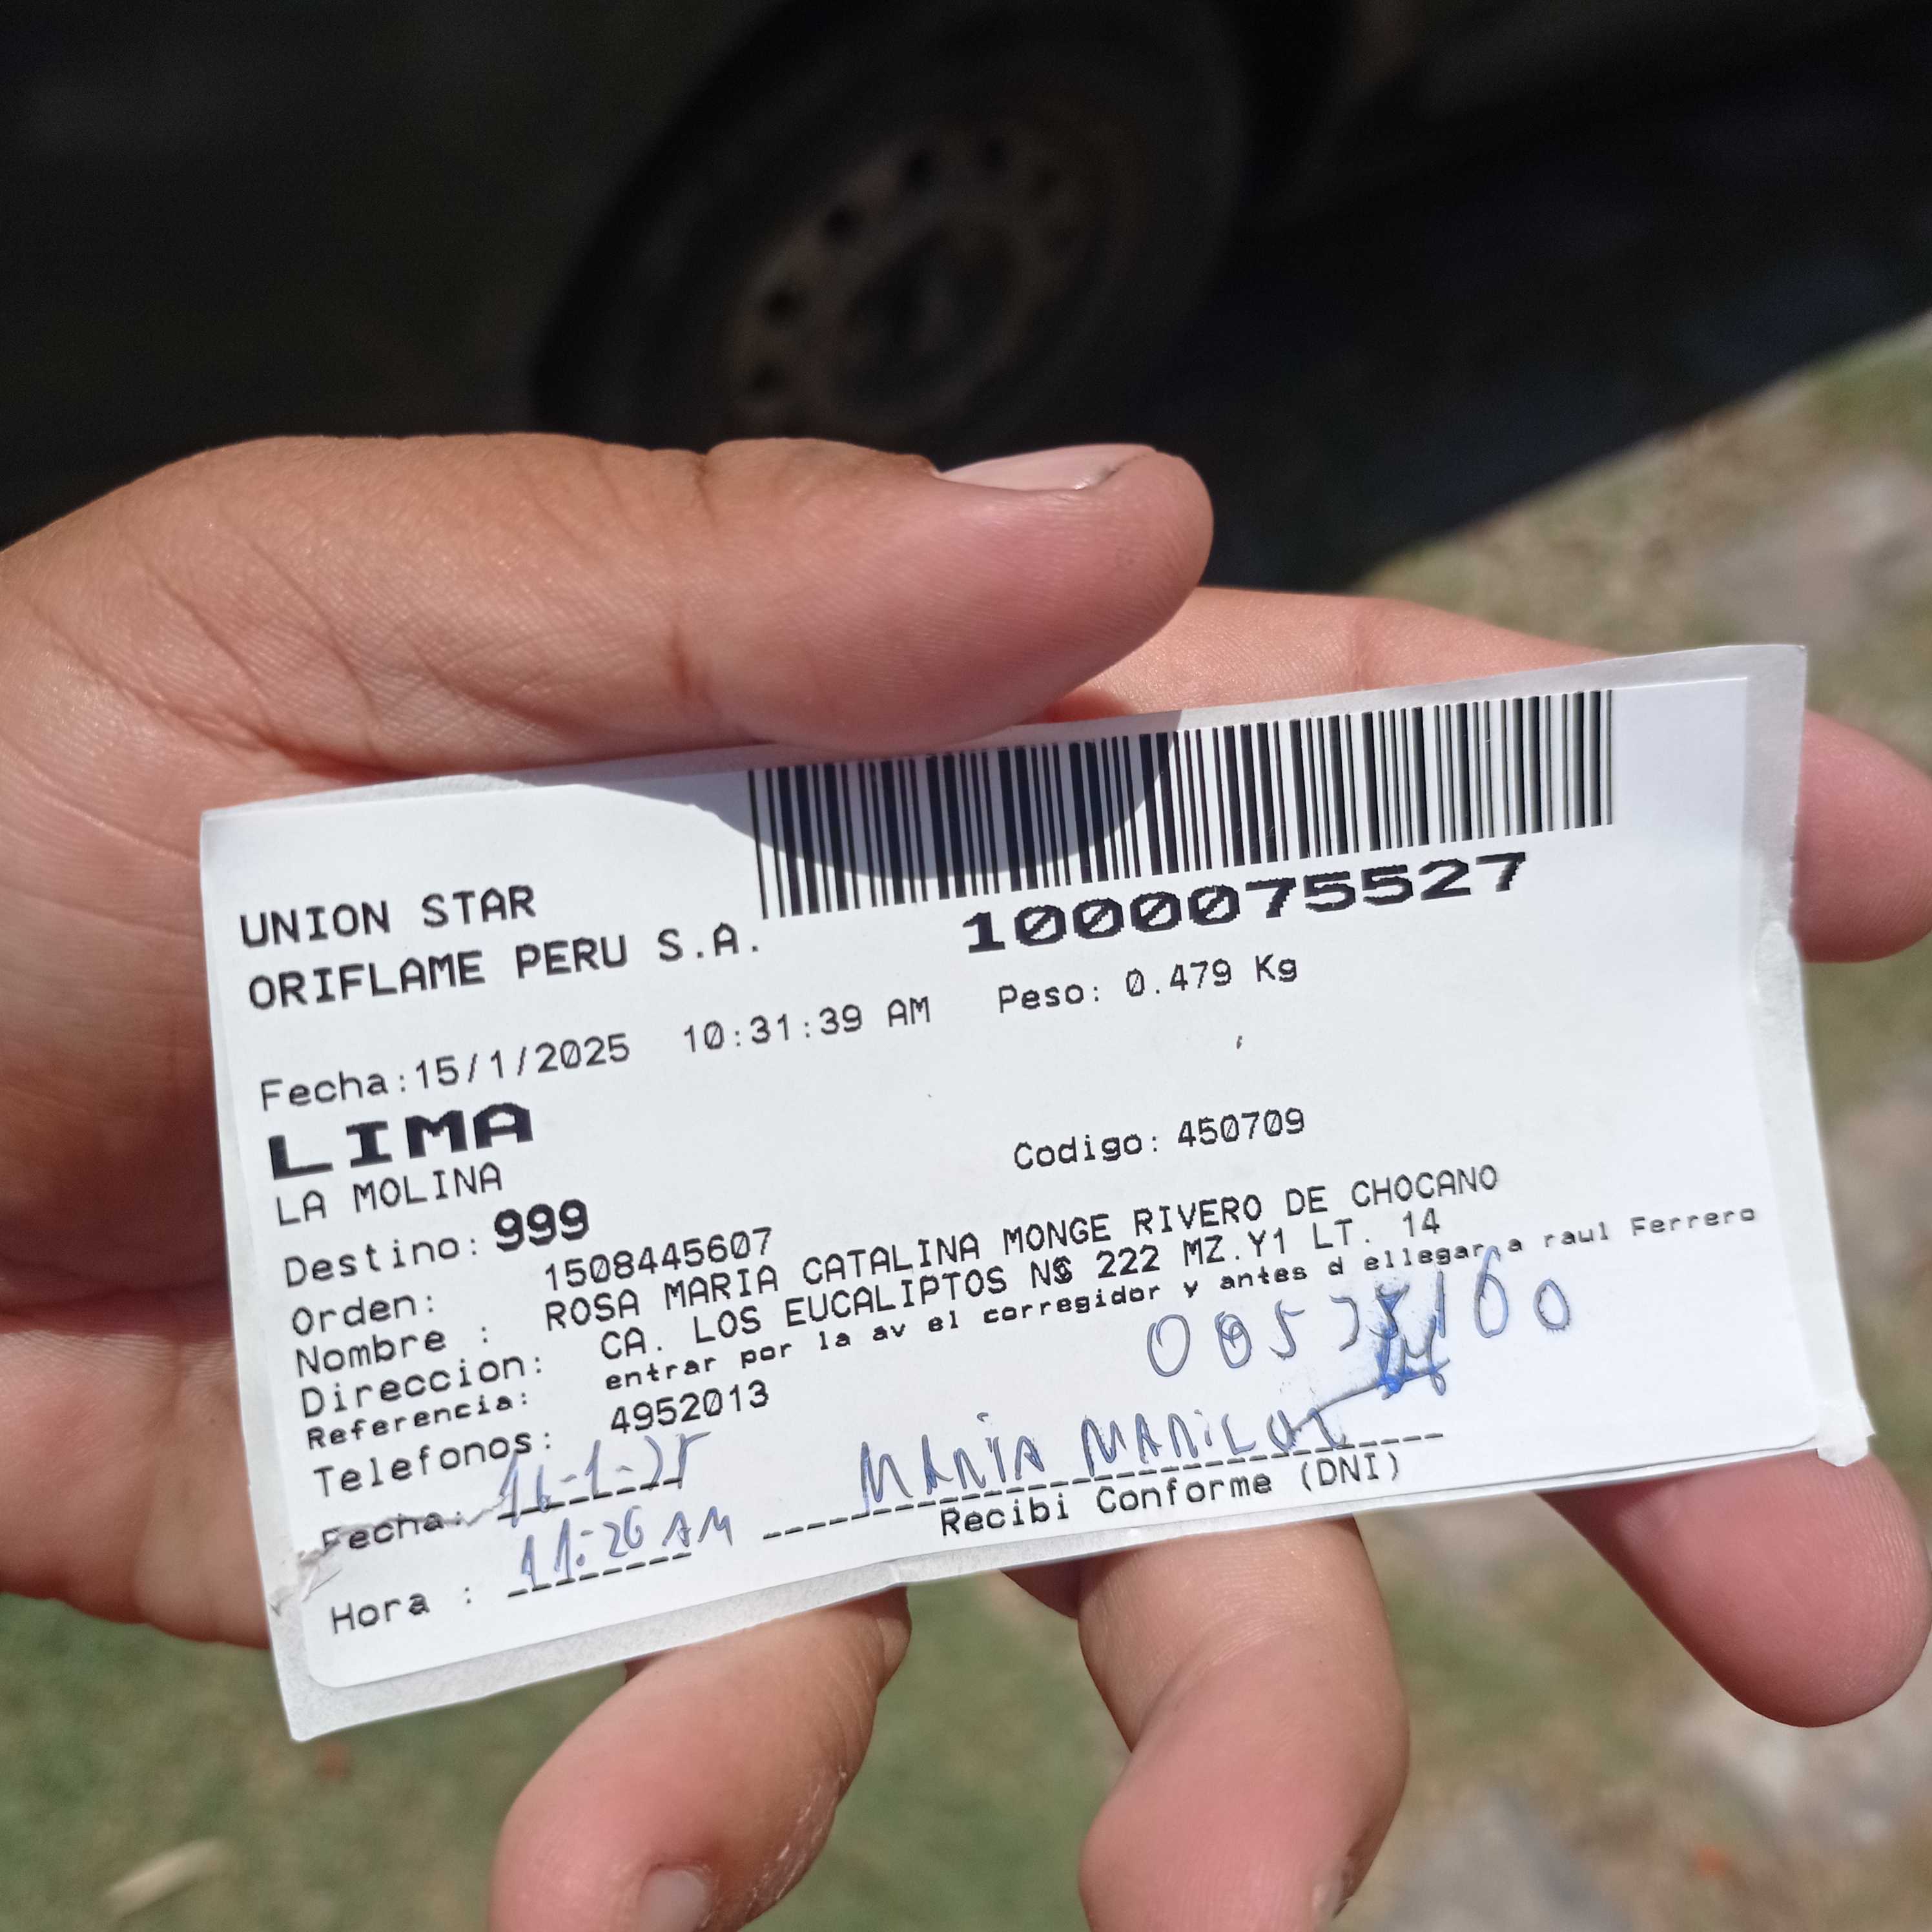 UNION STAR
ORIFLAME PERU S.A.
1000075527
Fecha:15/1/2025 10:31:39 AM Peso: 0.479 Kg
LIMA
LA MOLINA
Codigo: 450709
Destino: 999
Orden: 1508445607
Nombre : ROSA MARIA CATALINA MONGE RIVERO DE CHOCANO
Direccion: CA. LOS EUCALIPTOS N$ 222 MZ.Y1 LT. 14
Referencia: entrar por la av el corregidor y antes d ellegar a raul Ferrero
Telefonos: 4952013
Fecha: 16-1-25
MARIA
Hora : 11:26 AM
Recibi Conforme (DNI)